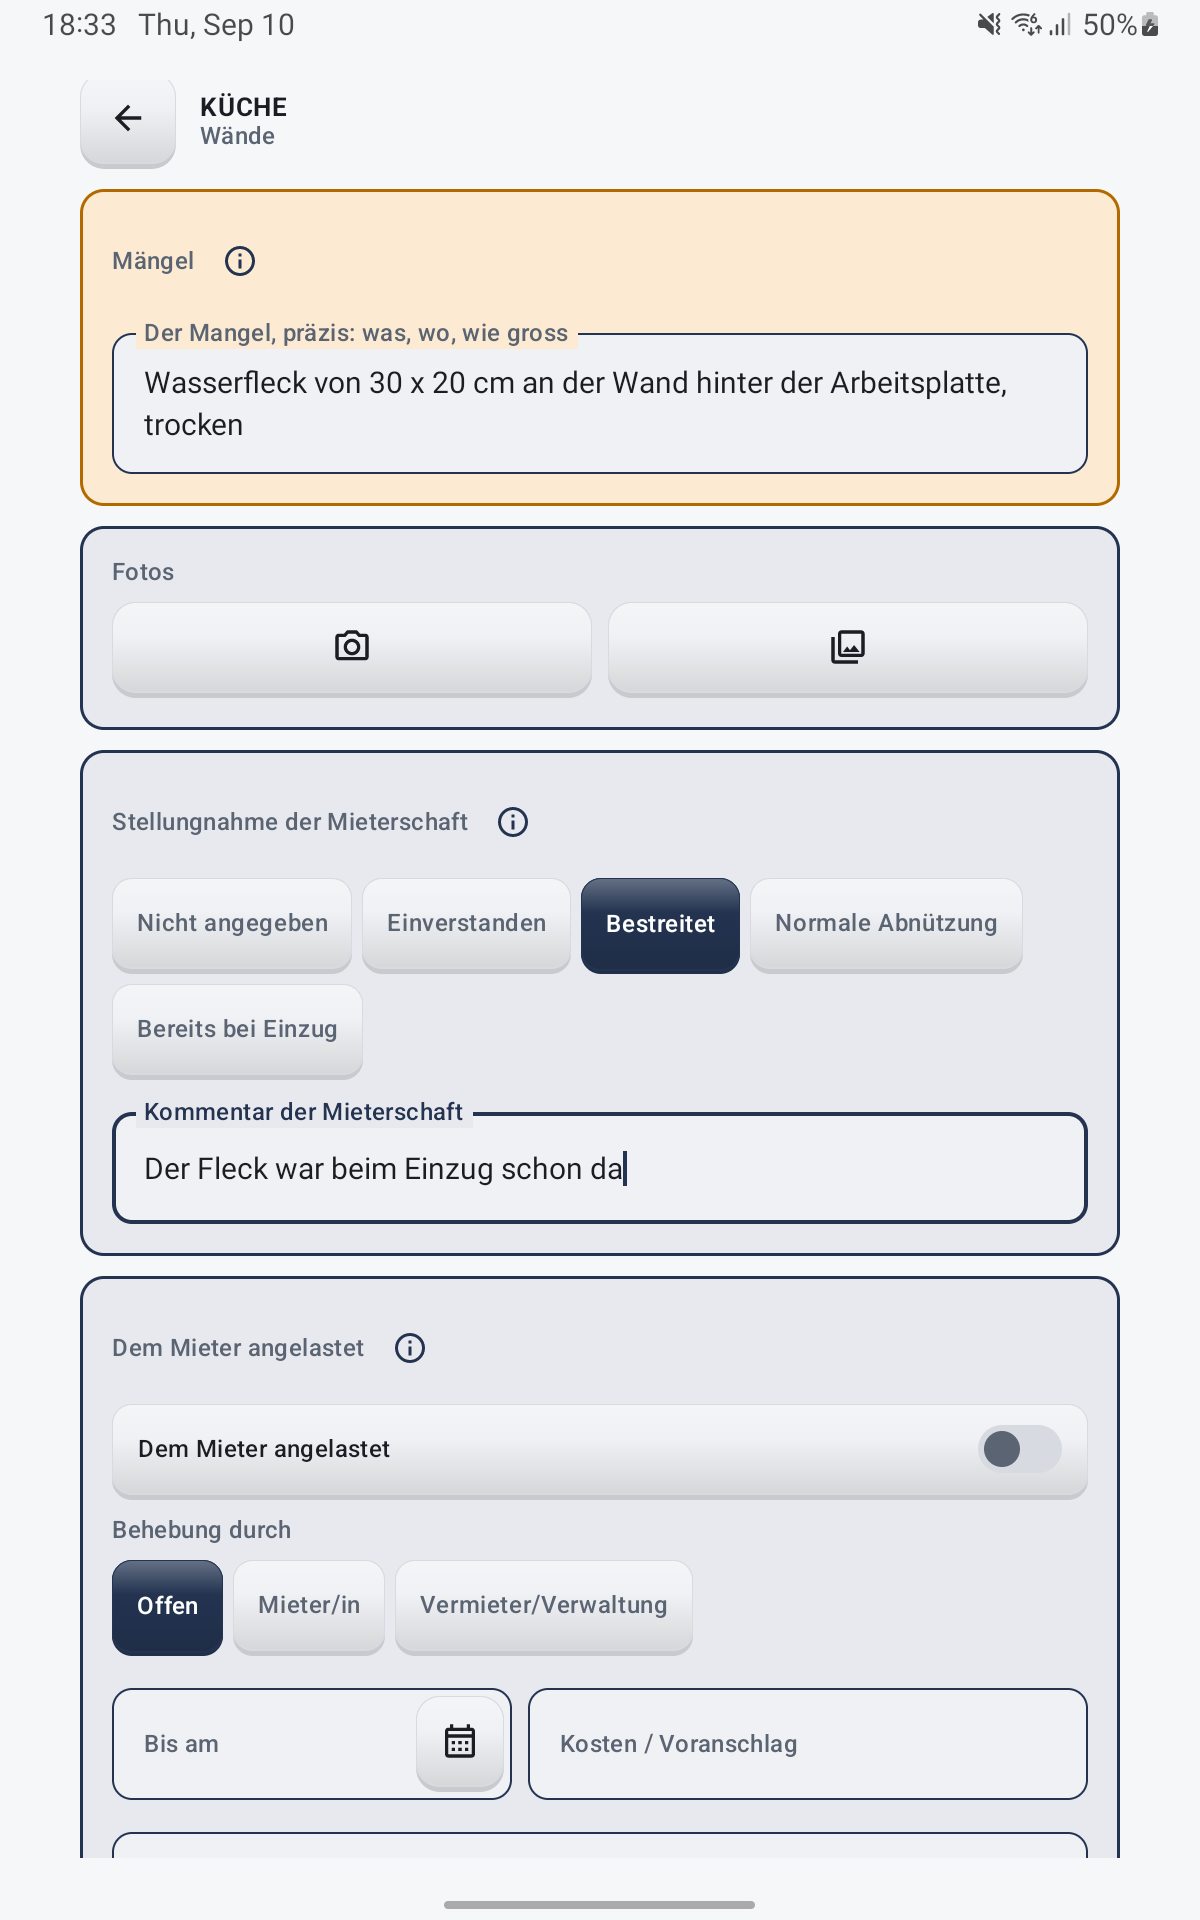 18:33 Thu, Sep 10
50%
KÜCHE
Wände
Mängel
Der Mangel, präzis: was, wo, wie gross
Wasserfleck von 30 x 20 cm an der Wand hinter der Arbeitsplatte,
trocken
Fotos
Stellungnahme der Mieterschaft
Nicht angegeben
Einverstanden
Bestreitet
Normale Abnützung
Bereits bei Einzug
Kommentar der Mieterschaft
Der Fleck war beim Einzug schon da
Dem Mieter angelastet
Dem Mieter angelastet
Behebung durch
Offen
Mieter/in
Vermieter/Verwaltung
Bis am
Kosten / Voranschlag